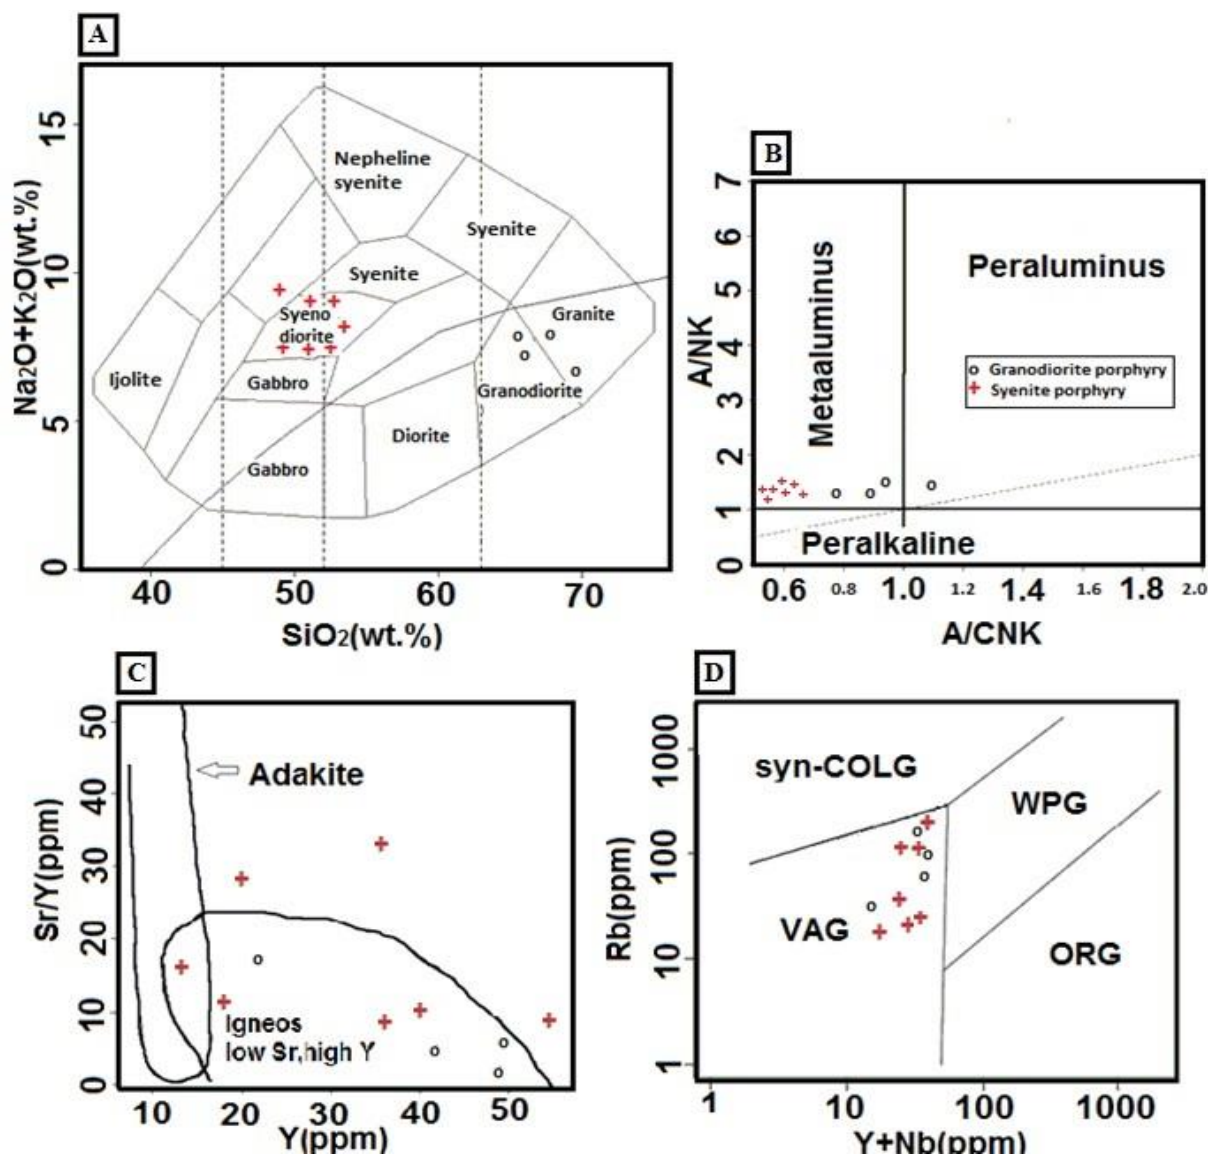 A
Na2O+K2O(wt.%)
15
10
5
0
Nepheline
syenite
Syenite
Syenite
Syeno
diorite
Granite
Ijolite
Gabbro
Granodiorite
Diorite
Gabbro
40
50
60
70
SiO2(wt.%)
B
A/NK
7
6
5
4
3
2
1
0
Metaaluminus
Peraluminus
o Granodiorite porphyry
+ Syenite porphyry
Peralkaline
0.6
0.8
1.0
1.2
1.4
1.6
1.8
2.0
A/CNK
C
Sr/Y(ppm)
50
40
30
20
10
0
Adakite
Igneos
low Sr,high Y
10
20
30
40
50
Y(ppm)
D
Rb(ppm)
1000
100
10
1
syn-COLG
WPG
VAG
ORG
1
10
100
1000
Y+Nb(ppm)